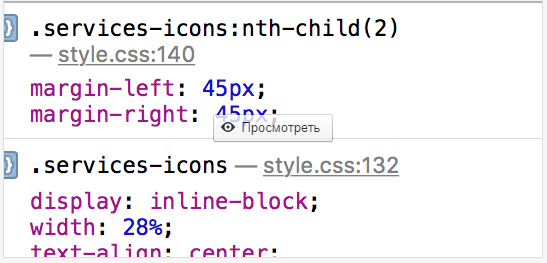 } .services-icons:nth-child(2)
— style.css:140
margin-left: 45px;
margin-right: 45px;
Просмотреть
} .services-icons — style.css:132
display: inline-block;
width: 28%;
text-align: center;